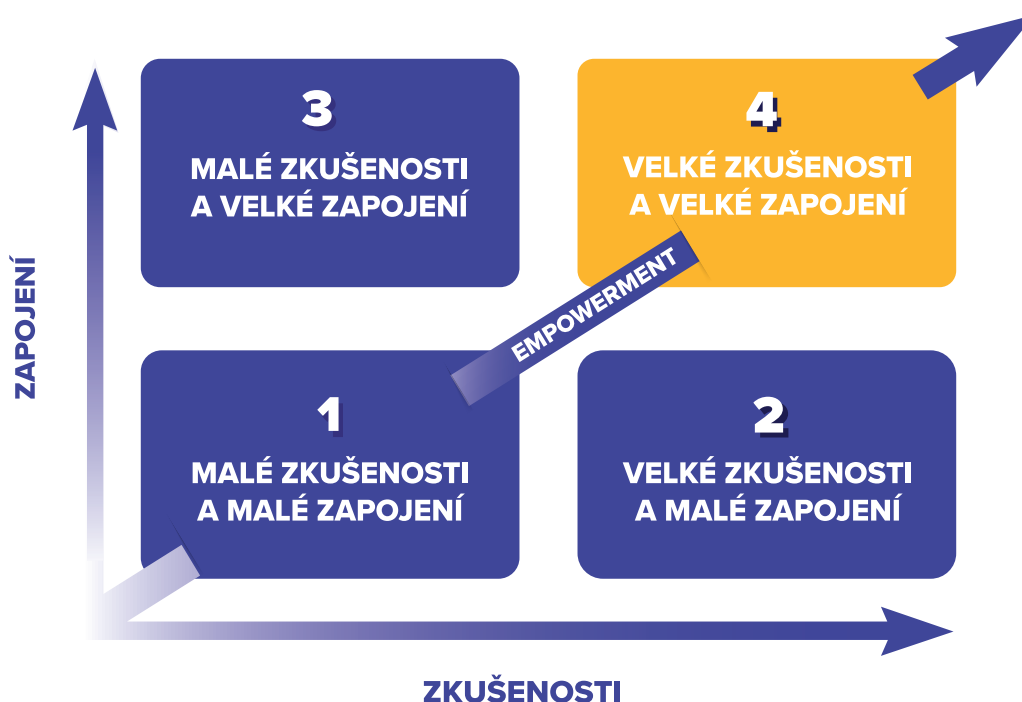 3
MALÉ ZKUŠENOSTI
A VELKÉ ZAPOJENÍ
4
VELKÉ ZKUŠENOSTI
A VELKÉ ZAPOJENÍ
ZAPOJENÍ
EMPOWERMENT
1
MALÉ ZKUŠENOSTI
A MALÉ ZAPOJENÍ
2
VELKÉ ZKUŠENOSTI
A MALÉ ZAPOJENÍ
ZKUŠENOSTI